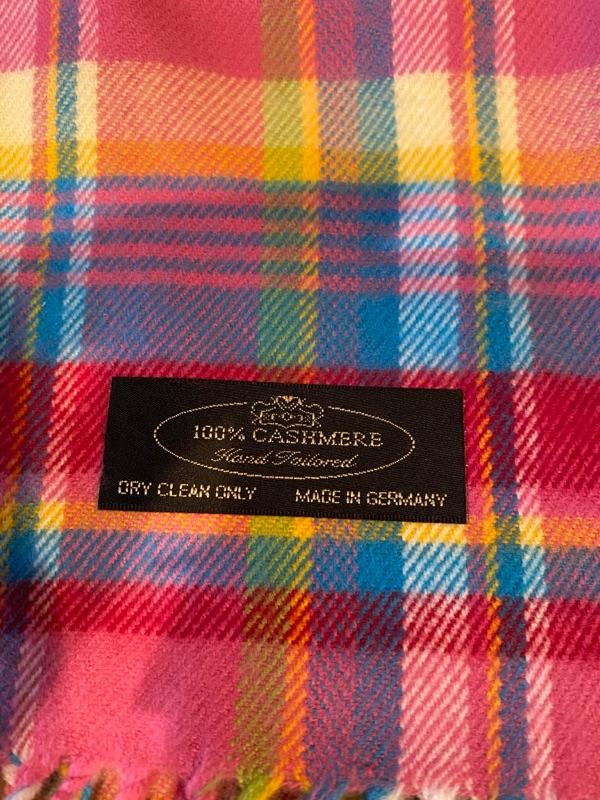 100% CASHMERE
Hand Tailored
DRY CLEAN ONLY MADE IN GERMANY